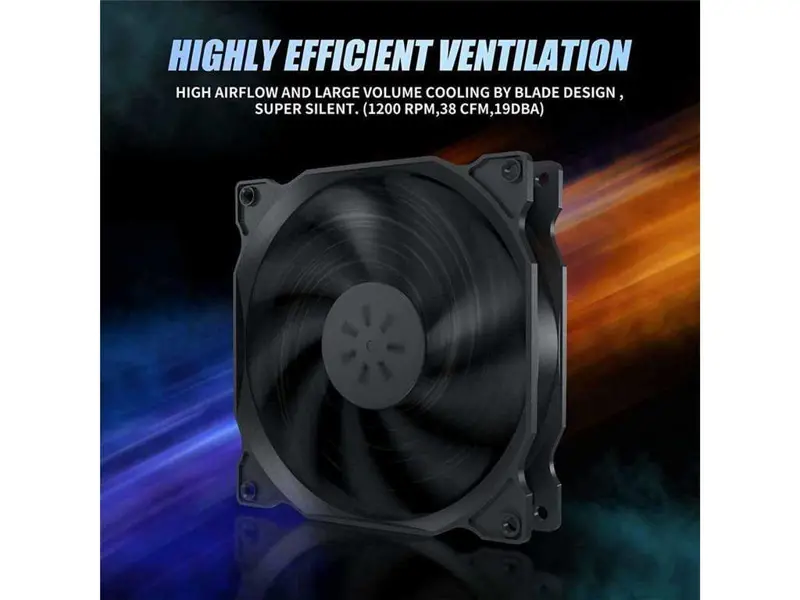 HIGHLY EFFICIENT VENTILATION
HIGH AIRFLOW AND LARGE VOLUME COOLING BY BLADE DESIGN ,
SUPER SILENT. (1200 RPM,38 CFM,19DBA)